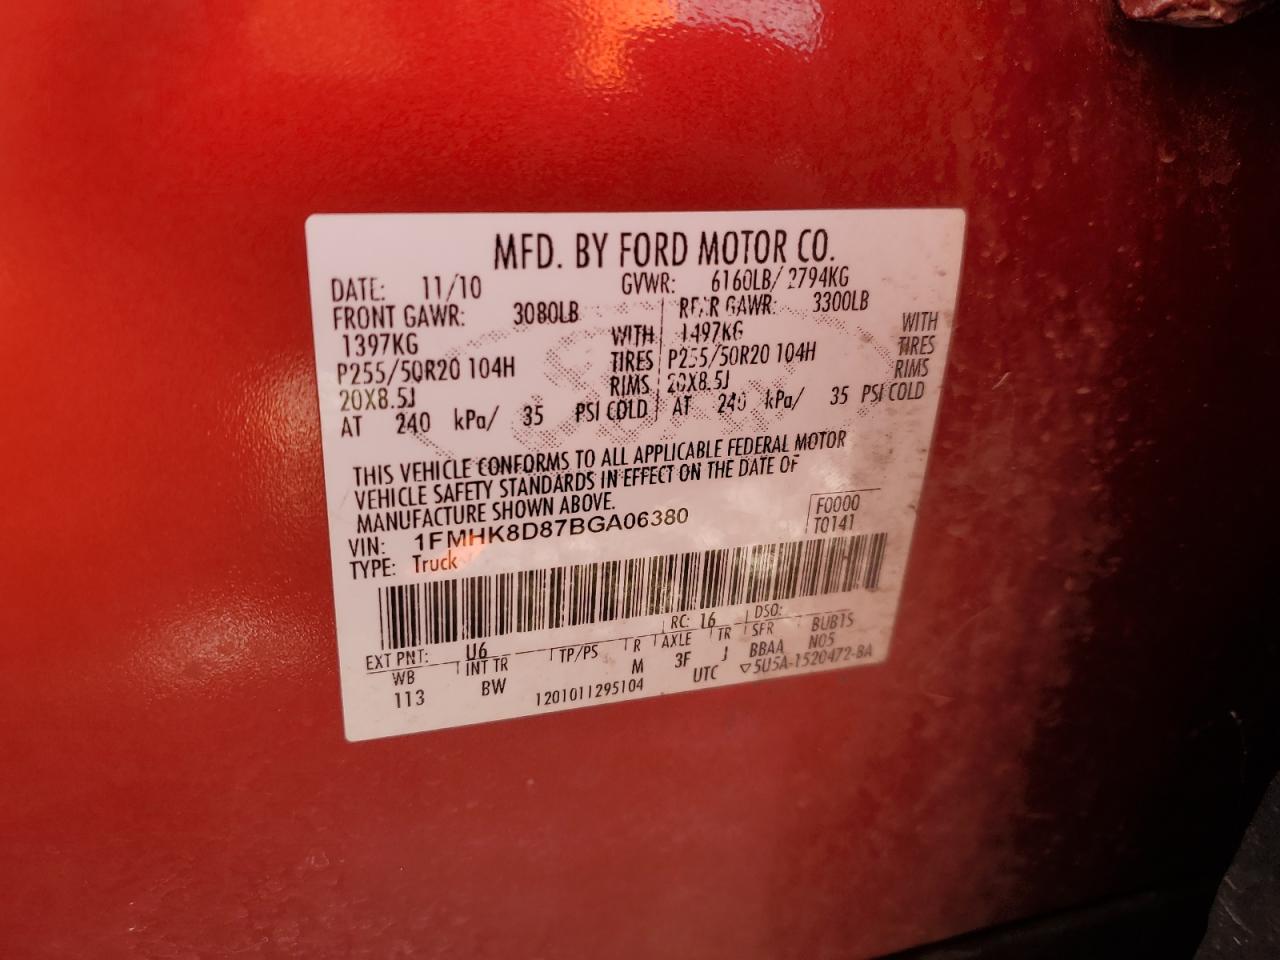 MFD. BY FORD MOTOR CO.
DATE: 11/10 GVWR: 6160LB/ 2794KG
FRONT GAWR: 3080LB REAR GAWR: 3300LB
1397KG WITH 1497KG WITH
P255/50R20 104H TIRES P255/50R20 104H TIRES
20X8.5J RIMS 20X8.5J RIMS
AT 240 kPa/ 35 PSI COLD AT 240 kPa/ 35 PSI COLD
THIS VEHICLE CONFORMS TO ALL APPLICABLE FEDERAL MOTOR
VEHICLE SAFETY STANDARDS IN EFFECT ON THE DATE OF
MANUFACTURE SHOWN ABOVE.
VIN: 1FMHK8D87BGA06380 F0000
TYPE: Truck T0141
EXT PNT: U6 RC: 16 DSO:
WB INT TR TP/PS R AXLE TR SFR BUB1S
113 BW M 3F J BBAA N05
1201011295104 UTC ▽5U5A-1520472-BA